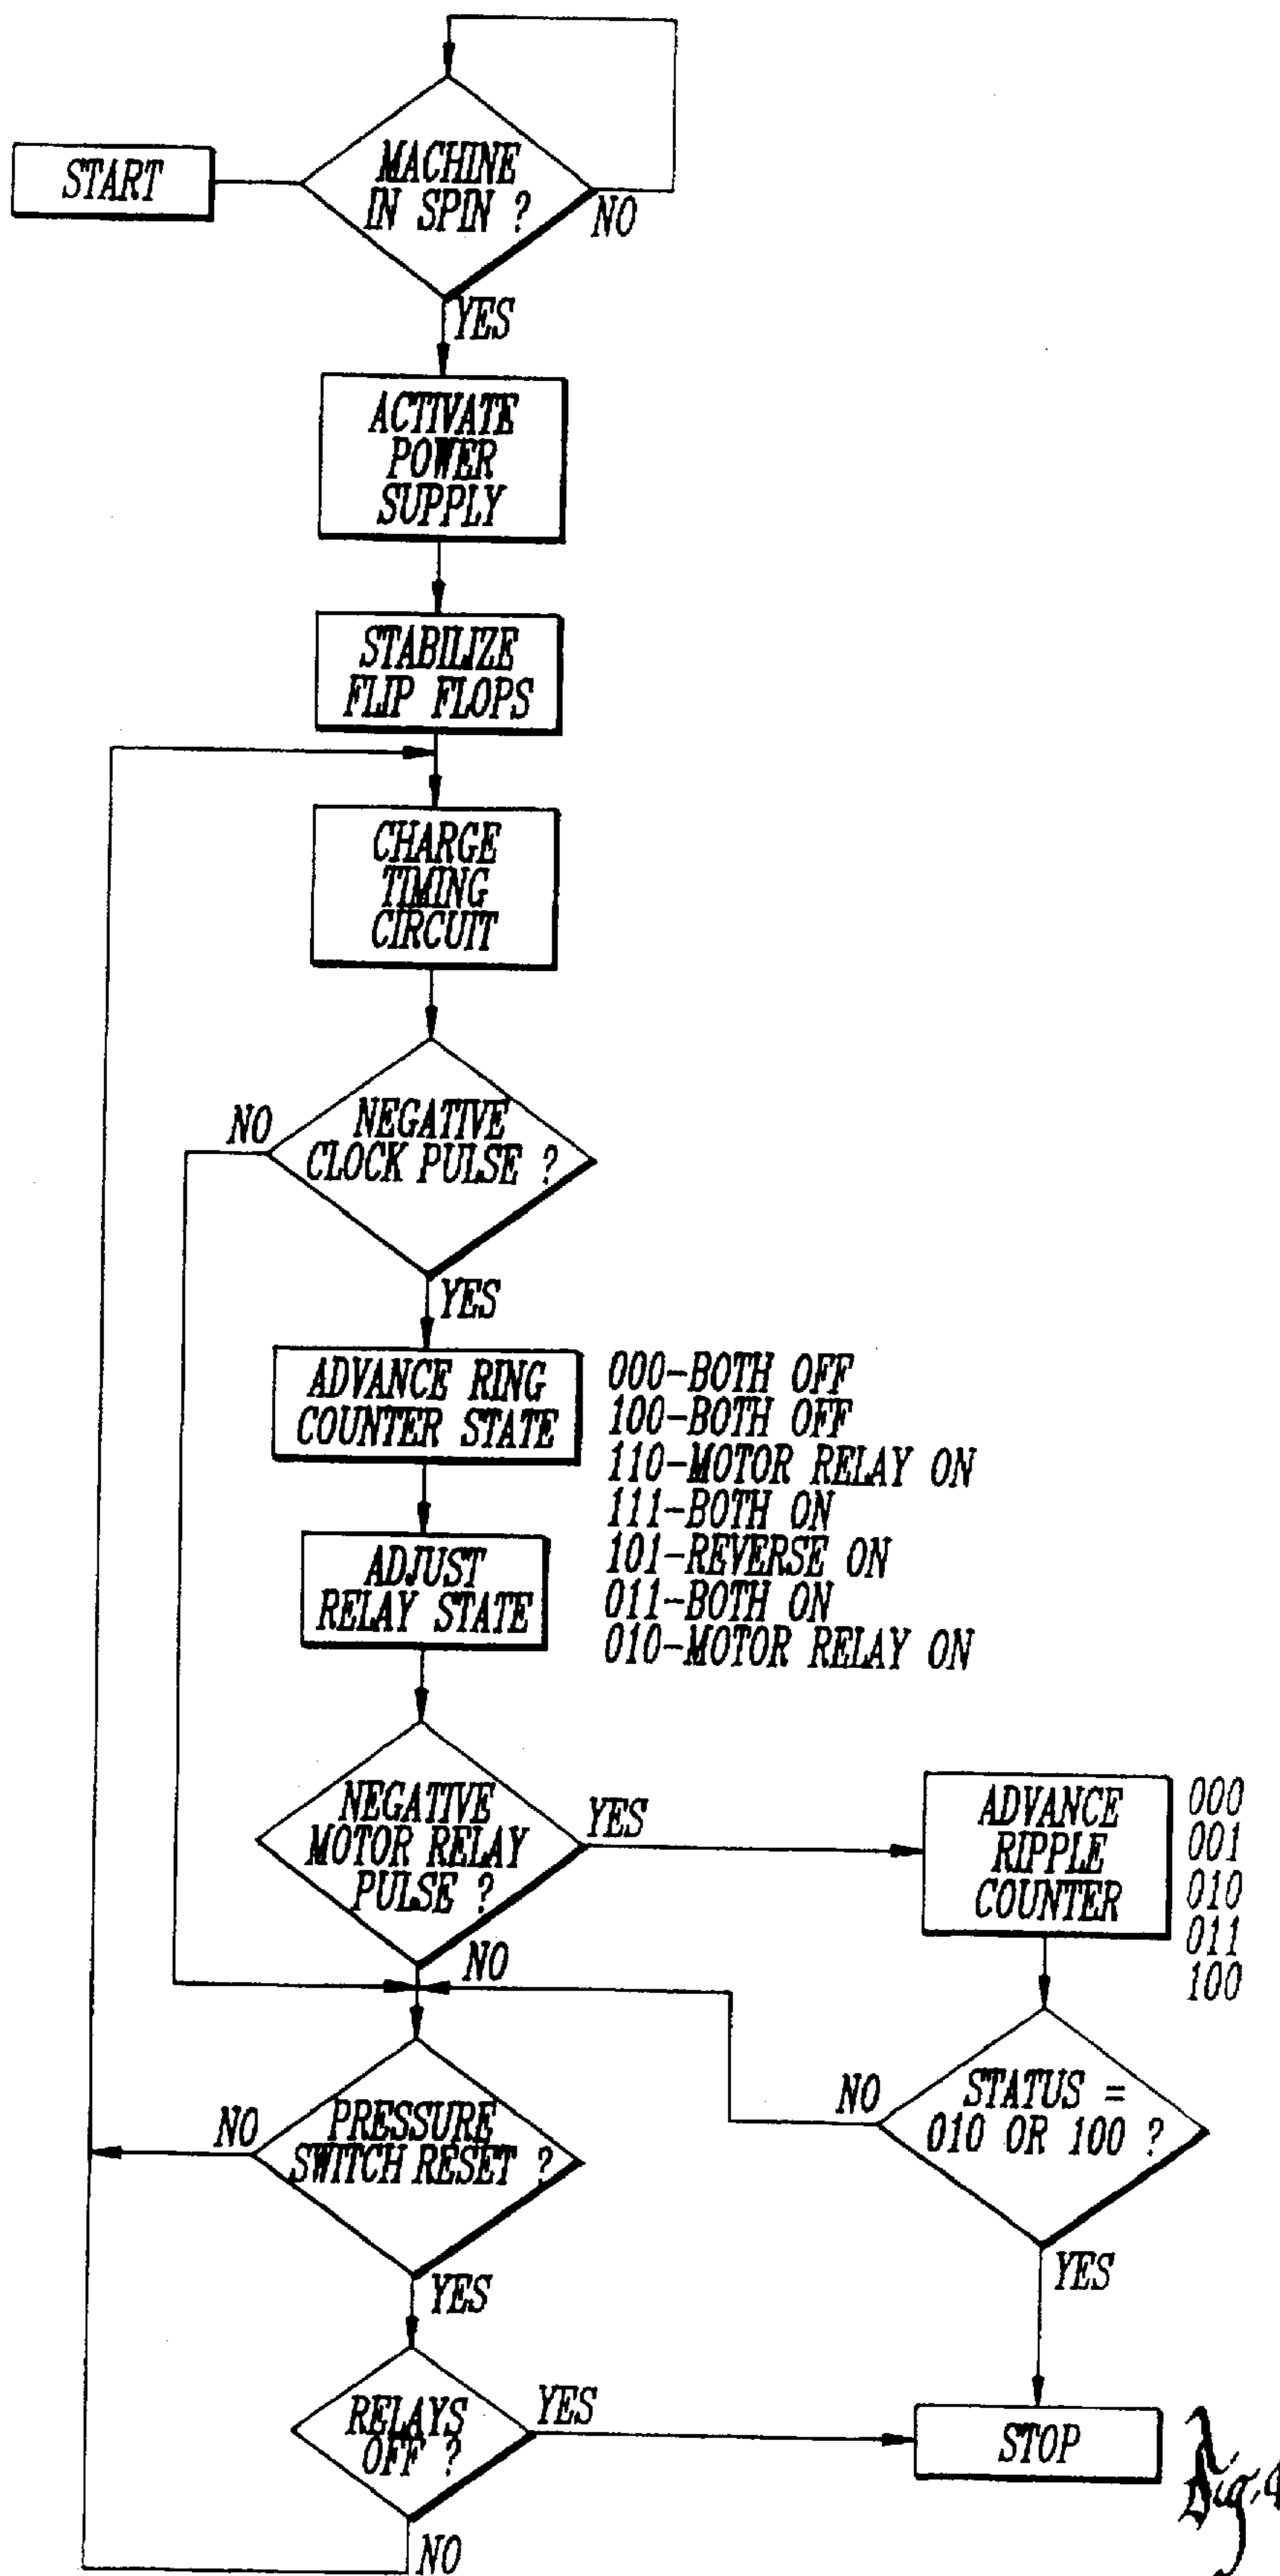 START
MACHINE
IN SPIN ?
NO
YES
ACTIVATE
POWER
SUPPLY
STABILIZE
FLIP FLOPS
CHARGE
TIMING
CIRCUIT
NEGATIVE
CLOCK PULSE ?
NO
YES
ADVANCE RING
COUNTER STATE
000-BOTH OFF
100-BOTH OFF
110-MOTOR RELAY ON
111-BOTH ON
101-REVERSE ON
011-BOTH ON
010-MOTOR RELAY ON
ADJUST
RELAY STATE
NEGATIVE
MOTOR RELAY
PULSE ?
YES
NO
ADVANCE
RIPPLE
COUNTER
000
001
010
011
100
STATUS =
010 OR 100 ?
NO
YES
PRESSURE
SWITCH RESET ?
NO
YES
RELAYS
OFF ?
YES
NO
STOP
Fig. 4